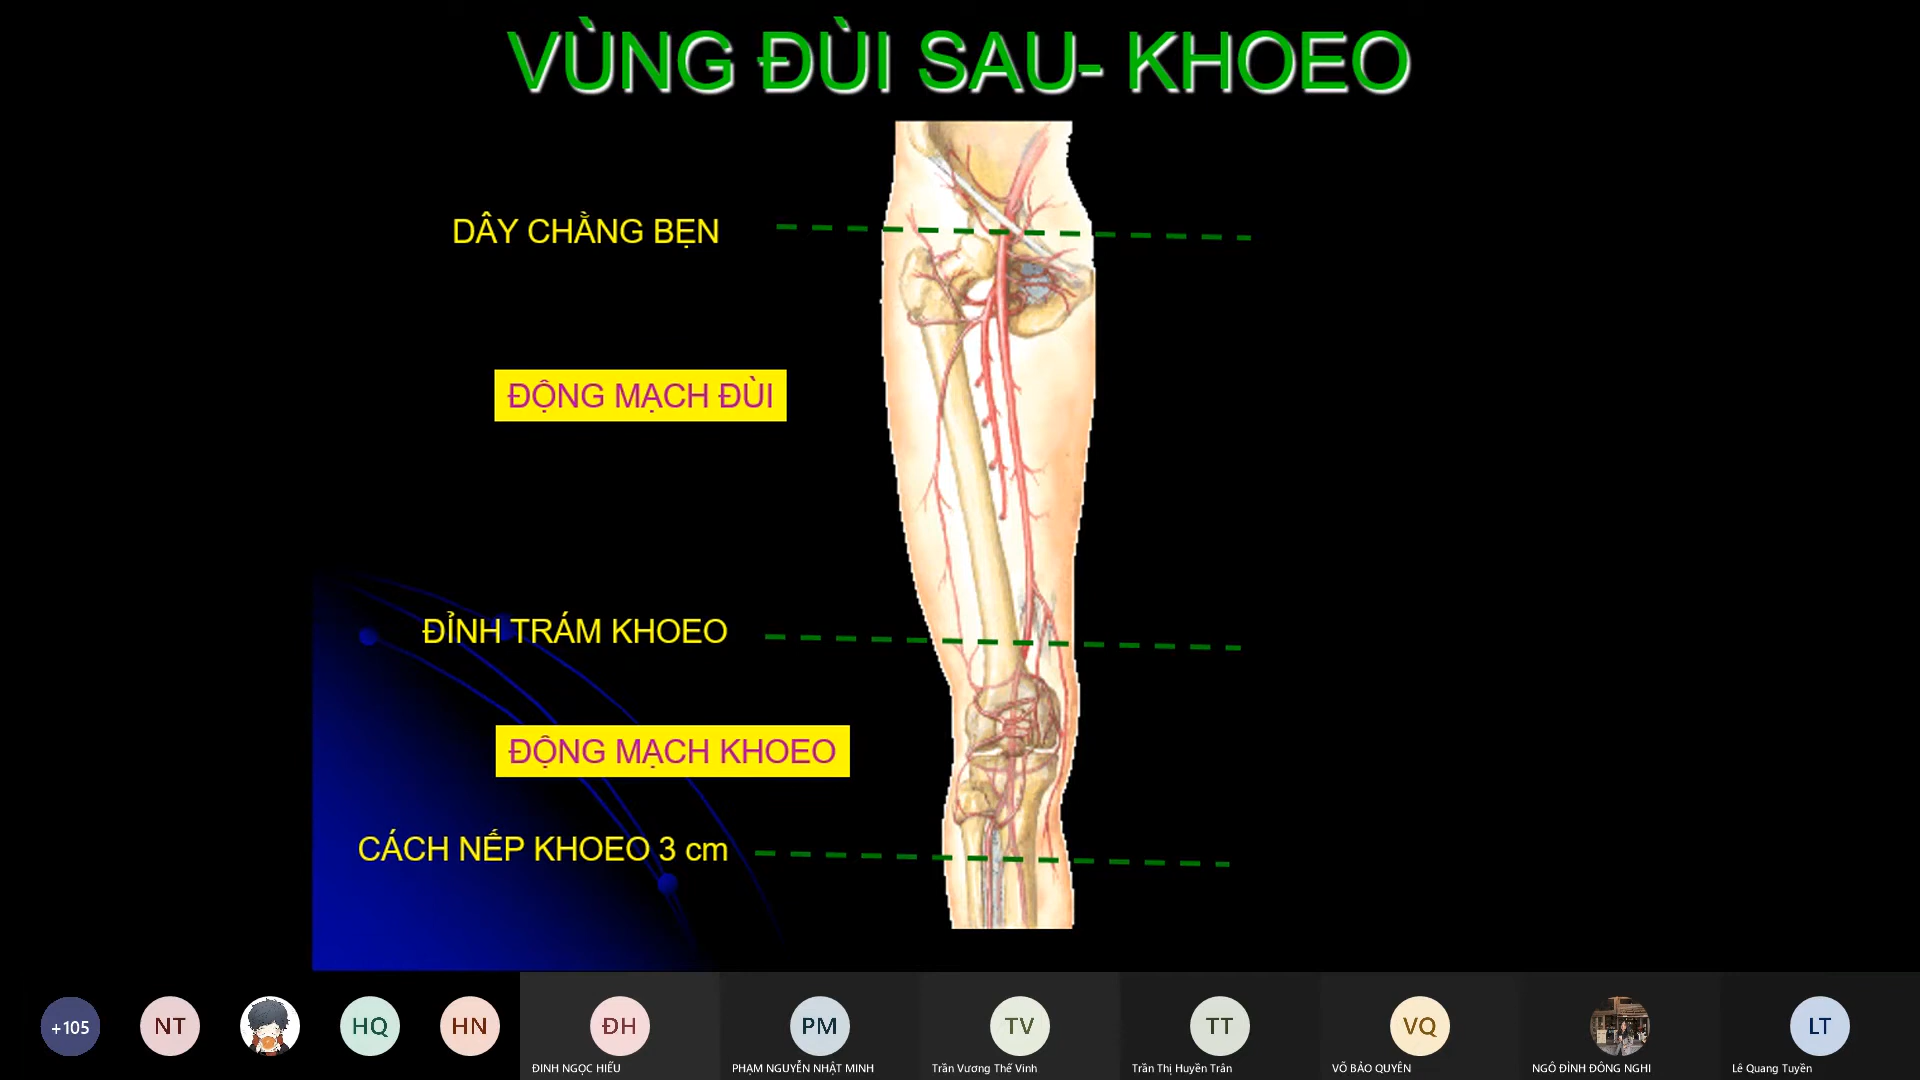 VÙNG ĐÙI SAU- KHOEO
DÂY CHẰNG BẸN
ĐỘNG MẠCH ĐÙI
ĐỈNH TRÁM KHOEO
ĐỘNG MẠCH KHOEO
CÁCH NẾP KHOEO 3 cm
+105
NT
HQ
HN
ĐH
PM
TV
TT
VQ
LT
ĐINH NGỌC HIẾU
PHẠM NGUYỄN NHẬT MINH
Trần Vương Thế Vinh
Trần Thị Huyền Trân
VÕ BẢO QUYÊN
NGÔ ĐÌNH ĐÔNG NGHI
Lê Quang Tuyền